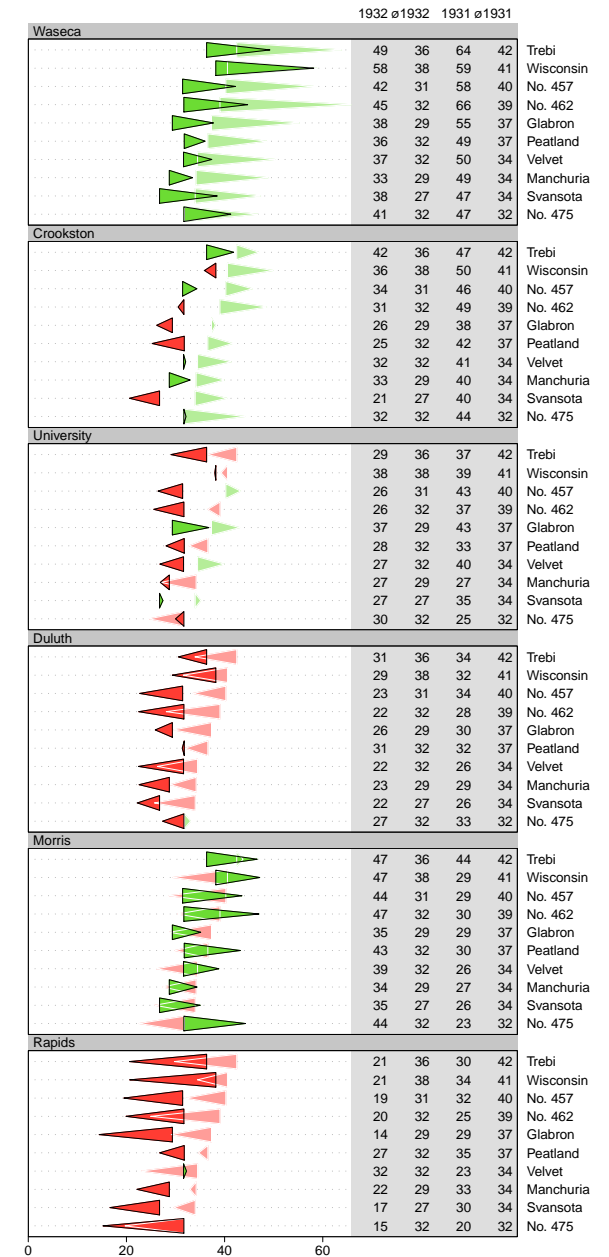 1932 ø1932 1931 ø1931
Waseca
49 36 64 42 Trebi
58 38 59 41 Wisconsin
42 31 58 40 No. 457
45 32 66 39 No. 462
38 29 55 37 Glabron
36 32 49 37 Peatland
37 32 50 34 Velvet
33 29 49 34 Manchuria
38 27 47 34 Svansota
41 32 47 32 No. 475
Crookston
42 36 47 42 Trebi
36 38 50 41 Wisconsin
34 31 46 40 No. 457
31 32 49 39 No. 462
26 29 38 37 Glabron
25 32 42 37 Peatland
32 32 41 34 Velvet
33 29 40 34 Manchuria
21 27 40 34 Svansota
32 32 44 32 No. 475
University
29 36 37 42 Trebi
38 38 39 41 Wisconsin
26 31 43 40 No. 457
26 32 37 39 No. 462
37 29 43 37 Glabron
28 32 33 37 Peatland
27 32 40 34 Velvet
27 29 27 34 Manchuria
27 27 35 34 Svansota
30 32 25 32 No. 475
Duluth
31 36 34 42 Trebi
29 38 32 41 Wisconsin
23 31 34 40 No. 457
22 32 28 39 No. 462
26 29 30 37 Glabron
31 32 32 37 Peatland
22 32 26 34 Velvet
23 29 29 34 Manchuria
22 27 26 34 Svansota
27 32 33 32 No. 475
Morris
47 36 44 42 Trebi
47 38 29 41 Wisconsin
44 31 29 40 No. 457
47 32 30 39 No. 462
35 29 29 37 Glabron
43 32 30 37 Peatland
39 32 26 34 Velvet
34 29 27 34 Manchuria
35 27 26 34 Svansota
44 32 23 32 No. 475
Rapids
21 36 30 42 Trebi
21 38 34 41 Wisconsin
19 31 32 40 No. 457
20 32 25 39 No. 462
14 29 29 37 Glabron
27 32 35 37 Peatland
32 32 23 34 Velvet
22 29 33 34 Manchuria
17 27 30 34 Svansota
15 32 20 32 No. 475
0 20 40 60